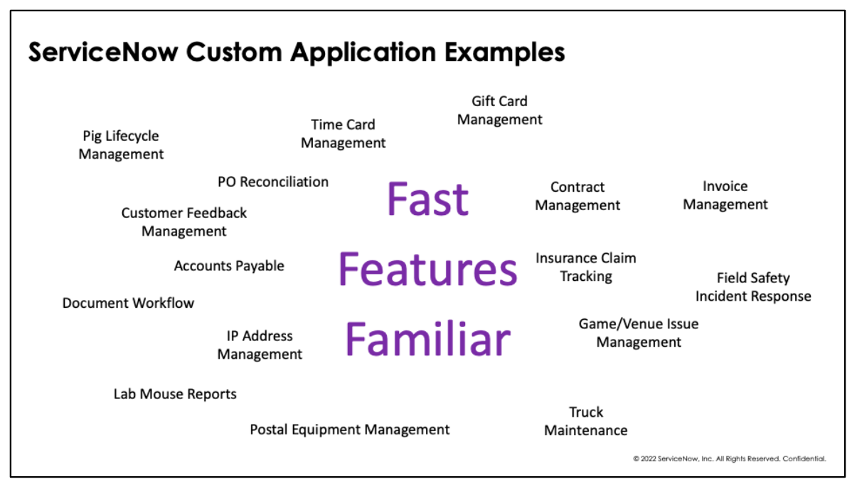 ServiceNow Custom Application Examples
Gift Card
Management
Time Card
Management
Pig Lifecycle
Management
PO Reconciliation
Fast
Contract
Management
Invoice
Management
Customer Feedback
Management
Accounts Payable
Features
Insurance Claim
Tracking
Field Safety
Incident Response
Document Workflow
IP Address
Management
Familiar
Game/Venue Issue
Management
Lab Mouse Reports
Postal Equipment Management
Truck
Maintenance
© 2022 ServiceNow, Inc. All Rights Reserved. Confidential.